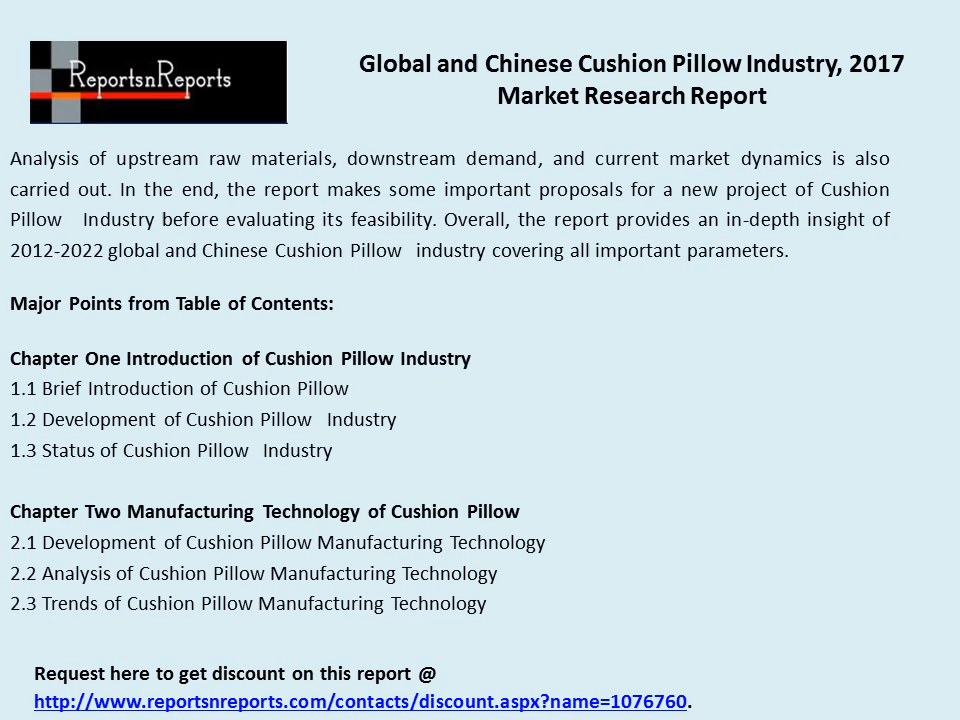 ReportsnReports
Global and Chinese Cushion Pillow Industry, 2017
Market Research Report
Analysis of upstream raw materials, downstream demand, and current market dynamics is also
carried out. In the end, the report makes some important proposals for a new project of Cushion
Pillow Industry before evaluating its feasibility. Overall, the report provides an in-depth insight of
2012-2022 global and Chinese Cushion Pillow industry covering all important parameters.
Major Points from Table of Contents:
Chapter One Introduction of Cushion Pillow Industry
1.1 Brief Introduction of Cushion Pillow
1.2 Development of Cushion Pillow Industry
1.3 Status of Cushion Pillow Industry
Chapter Two Manufacturing Technology of Cushion Pillow
2.1 Development of Cushion Pillow Manufacturing Technology
2.2 Analysis of Cushion Pillow Manufacturing Technology
2.3 Trends of Cushion Pillow Manufacturing Technology
Request here to get discount on this report @
http://www.reportsnreports.com/contacts/discount.aspx?name=1076760.